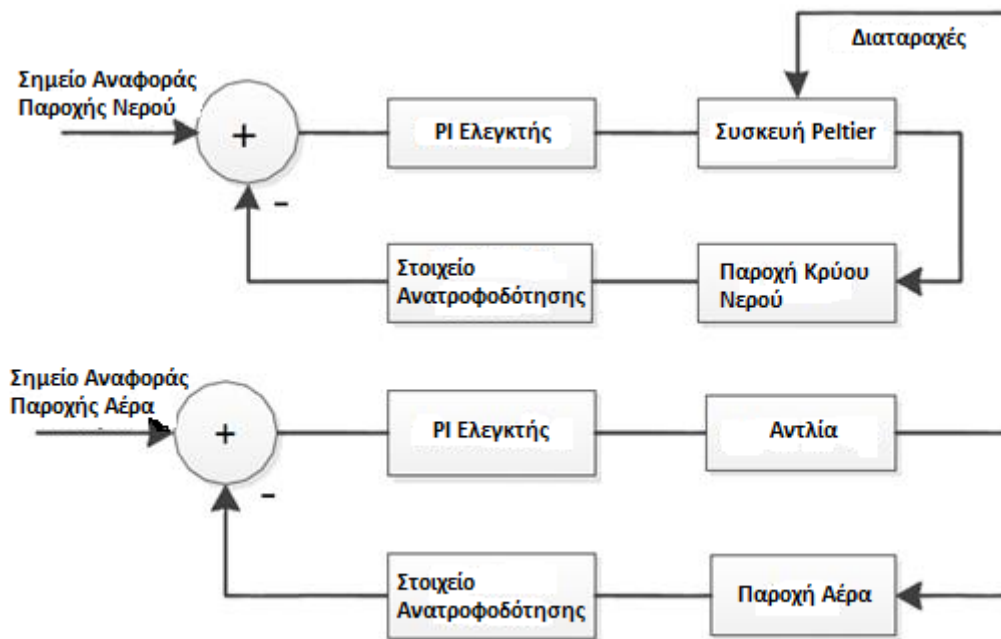 Διαταραχές
Σημείο Αναφοράς
Παροχής Νερού
+
PI Ελεγκτής
Συσκευή Peltier
–
Στοιχείο
Ανατροφοδότησης
Παροχή Κρύου
Νερού
Σημείο Αναφοράς
Παροχής Αέρα
+
PI Ελεγκτής
Αντλία
–
Στοιχείο
Ανατροφοδότησης
Παροχή Αέρα